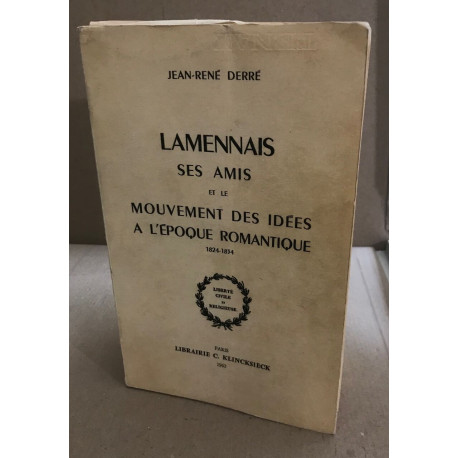 JEAN-RENÉ DERRÉ
LAMENNAIS
SES AMIS
ET LE
MOUVEMENT DES IDÉES
A L'ÉPOQUE ROMANTIQUE
1824-1834
LIBERTÉ
CIVILE
&
RELIGIEUSE
PARIS
LIBRAIRIE C. KLINCKSIECK
1962